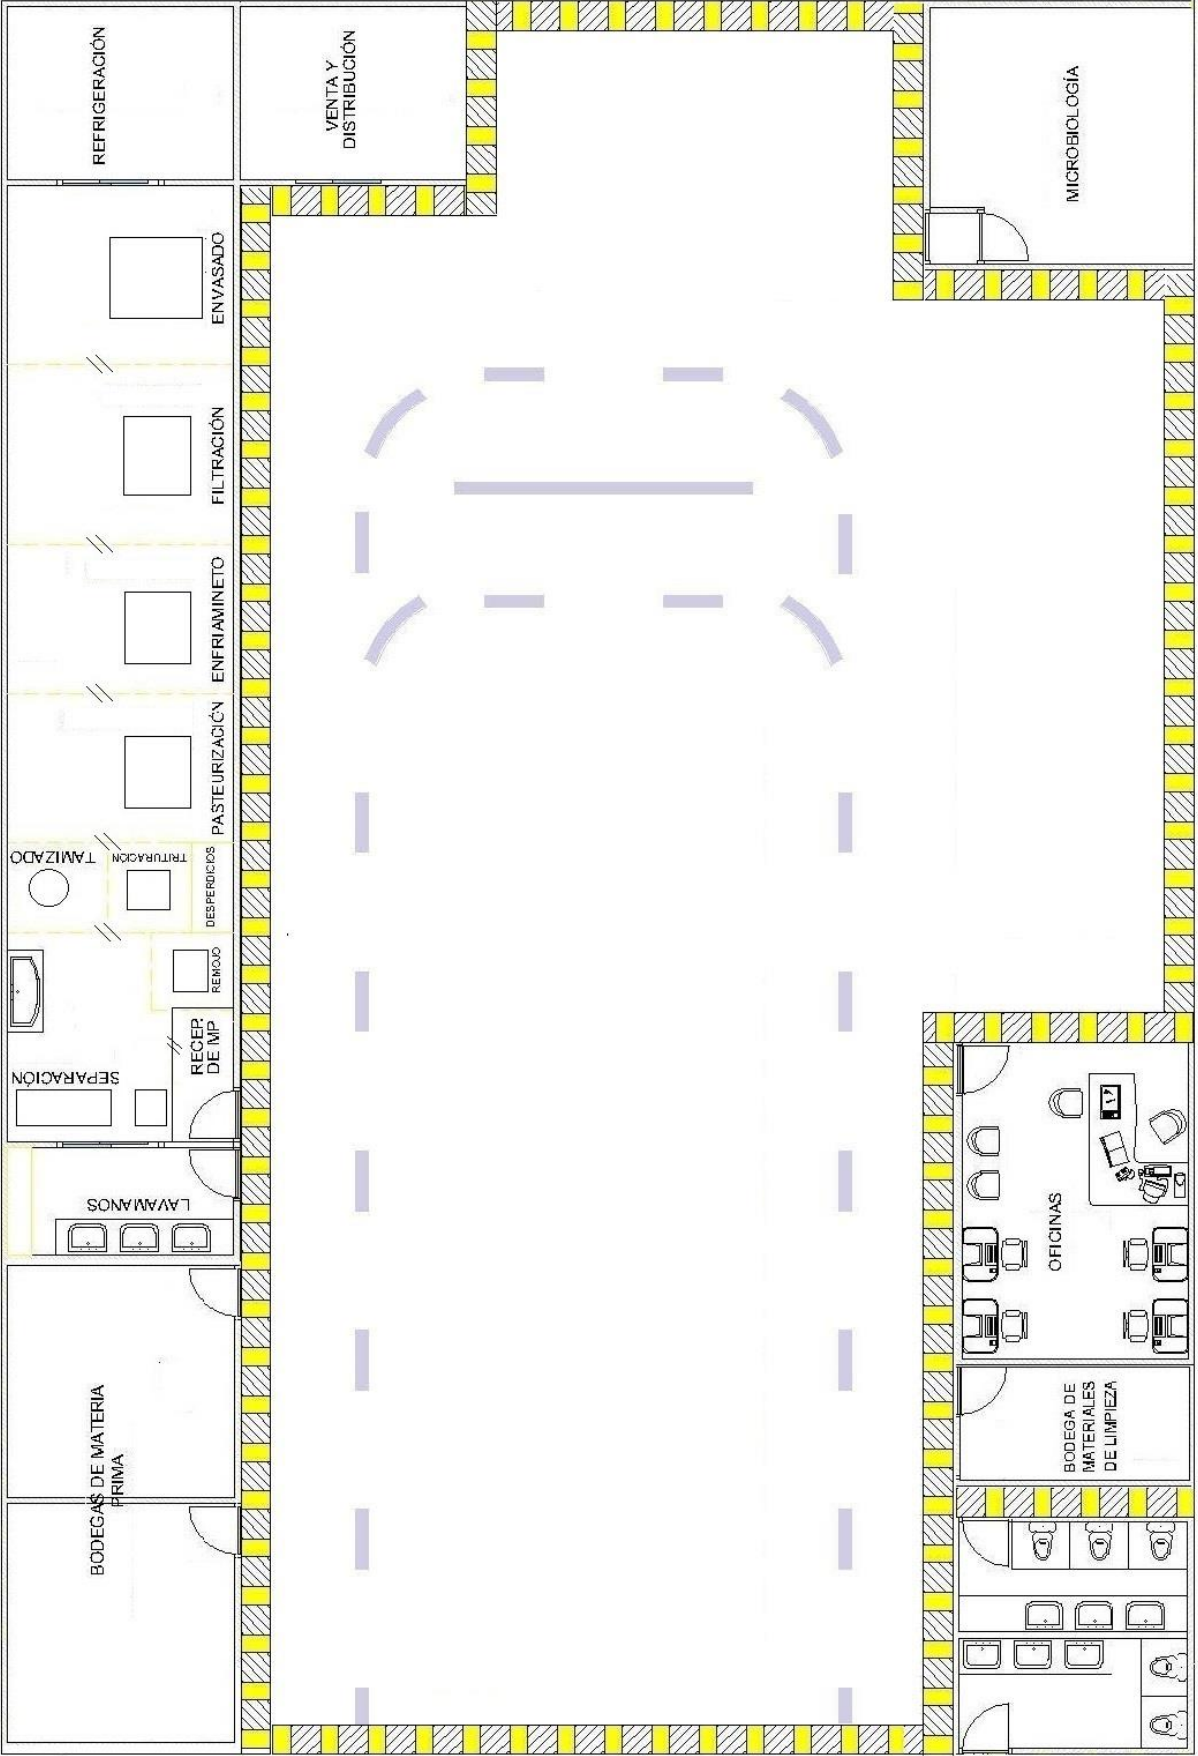 REFRIGERACIÓN
VENTA Y
DISTRIBUCIÓN
MICROBIOLOGÍA
ENVASADO
FILTRACIÓN
ENFRIAMINETO
PASTEURIZACIÓN
TAMIZADO
TRITURACIÓN
DESPERDICIOS
REMOJO
RECEP.
DE MP
SEPARACIÓN
LAVAMANOS
OFICINAS
BODEGAS DE MATERIA
PRIMA
BODEGA DE
MATERIALES
DE LIMPIEZA